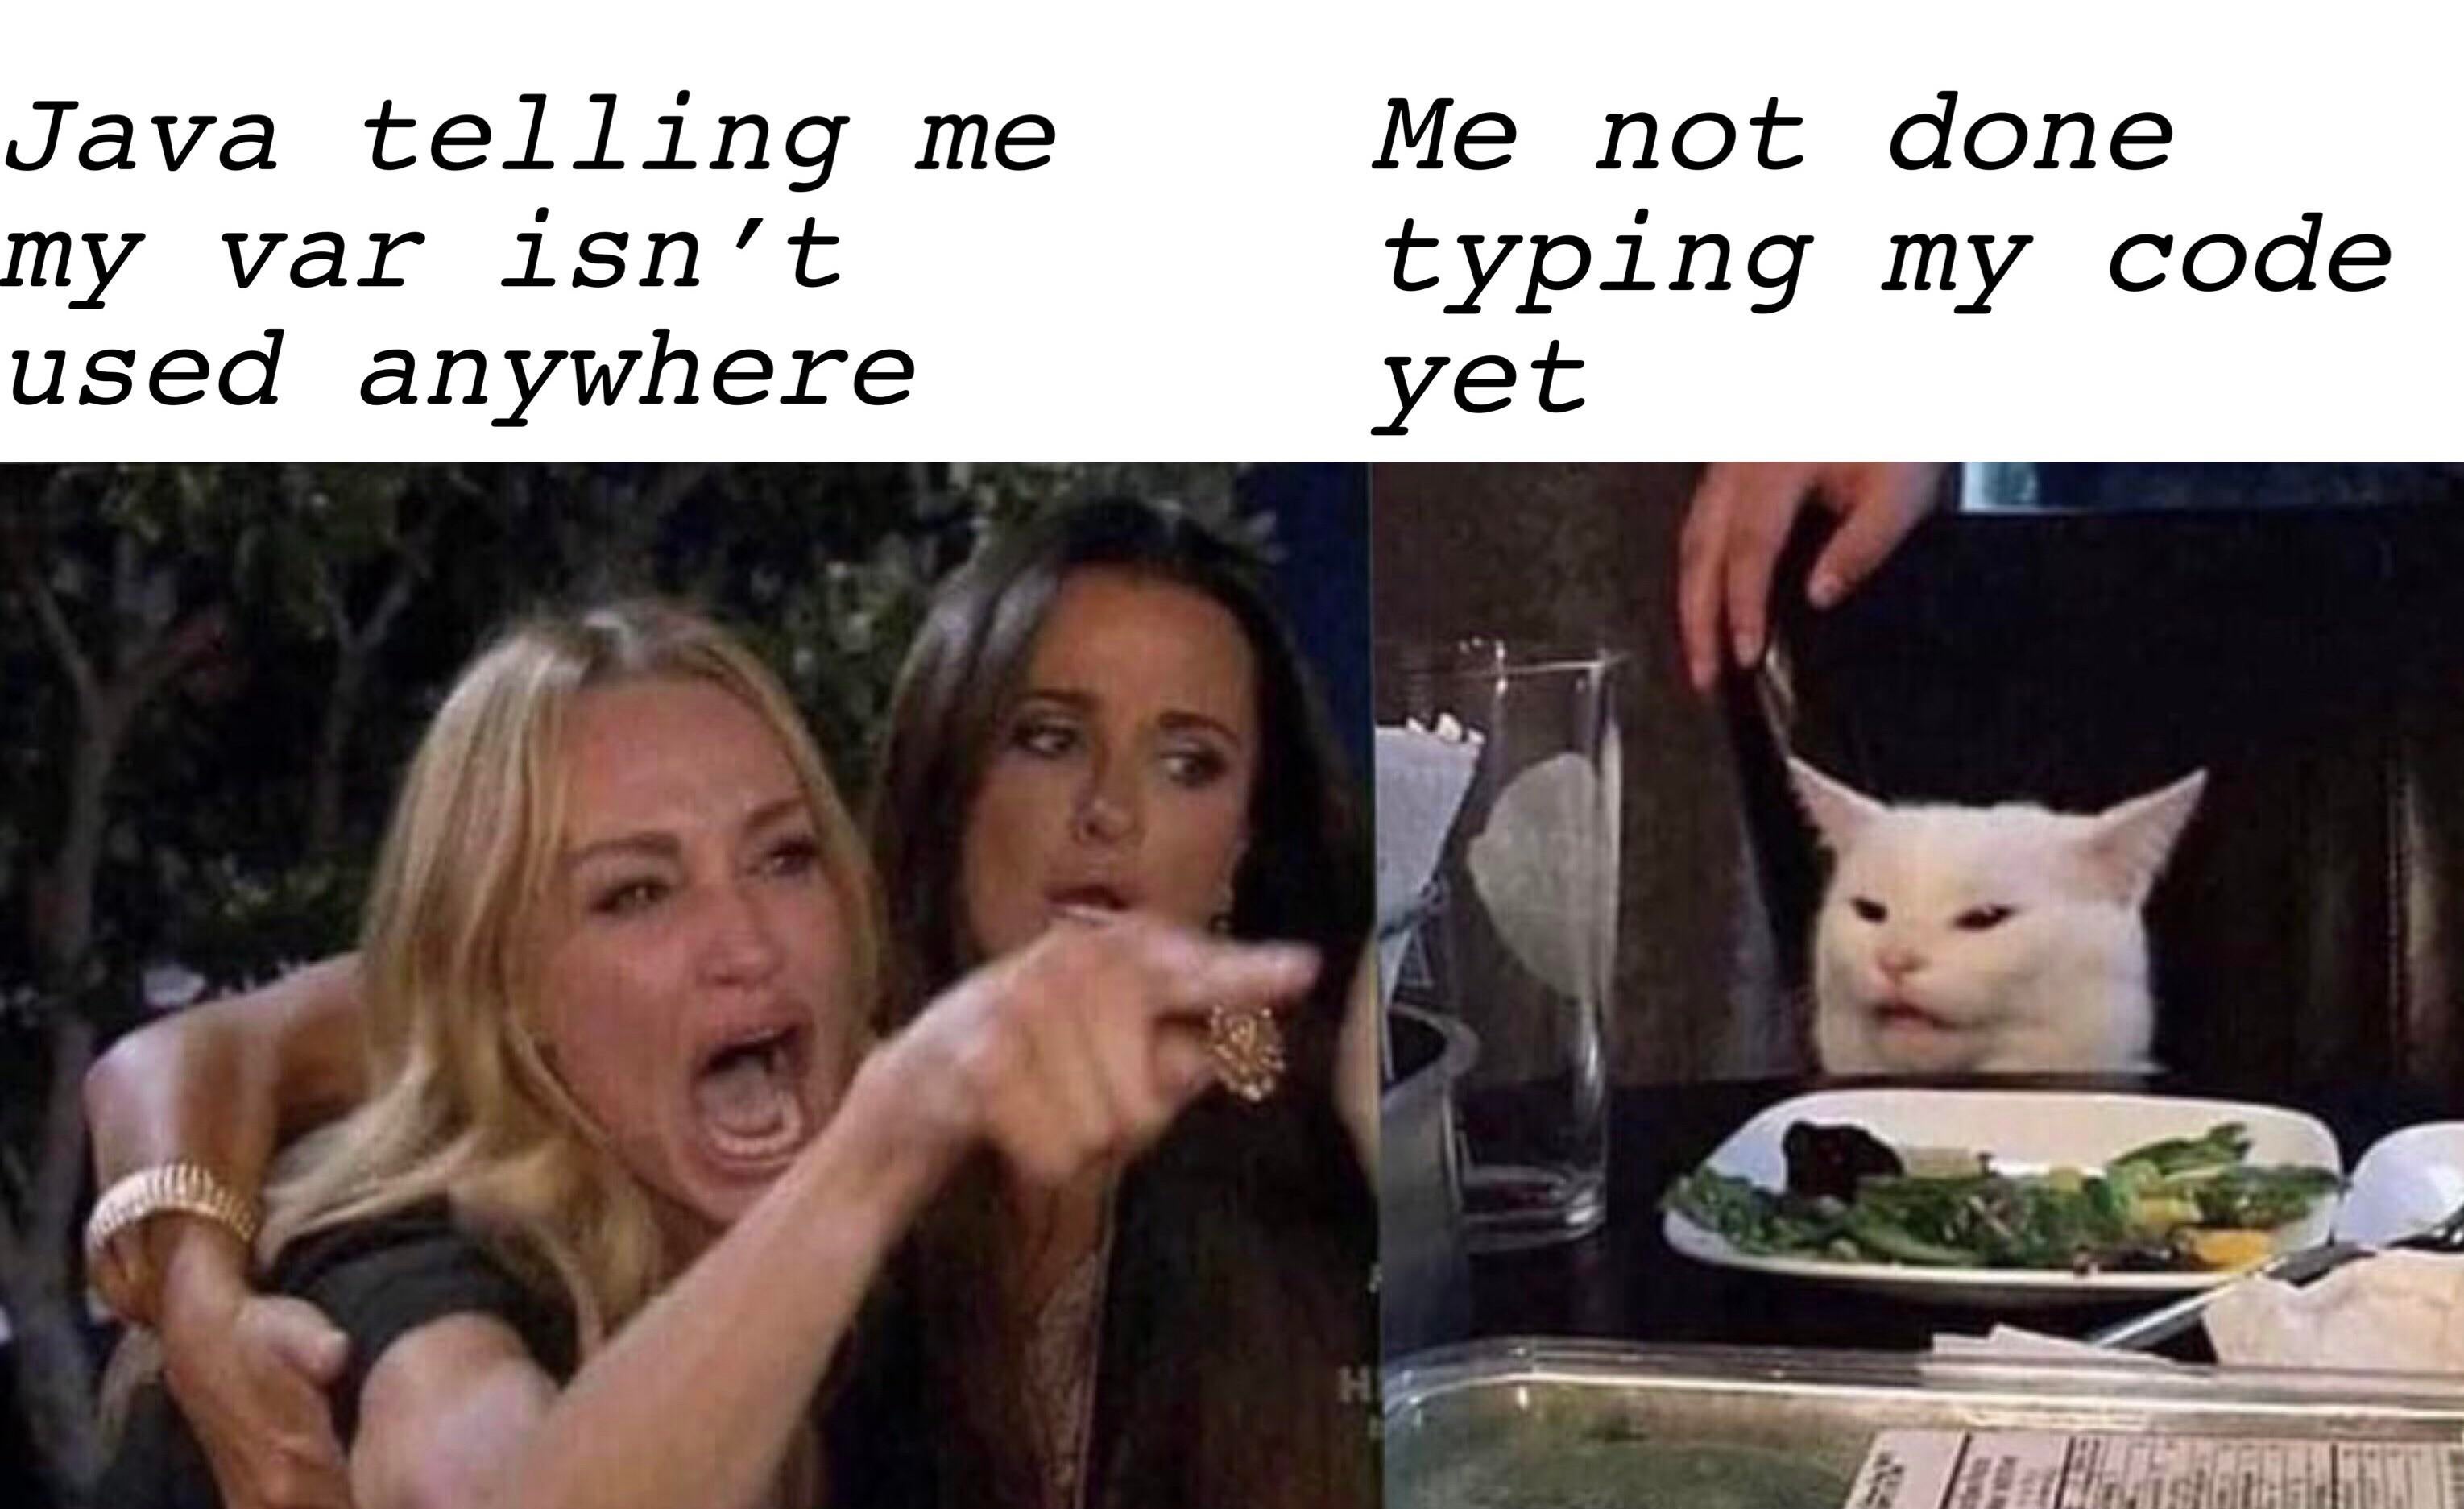 Java telling me
my var isn’t
used anywhere
Me not done
typing my code
yet